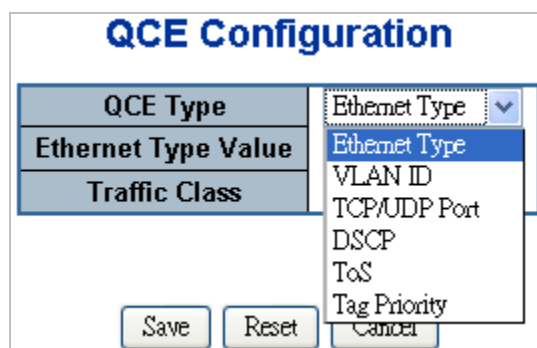 QCE Configuration
QCE Type Ethernet Type
Ethernet Type Value Ethernet Type
VLAN ID
Traffic Class
TCP/UDP Port
DSCP
ToS
Tag Priority
Save Reset Cancel